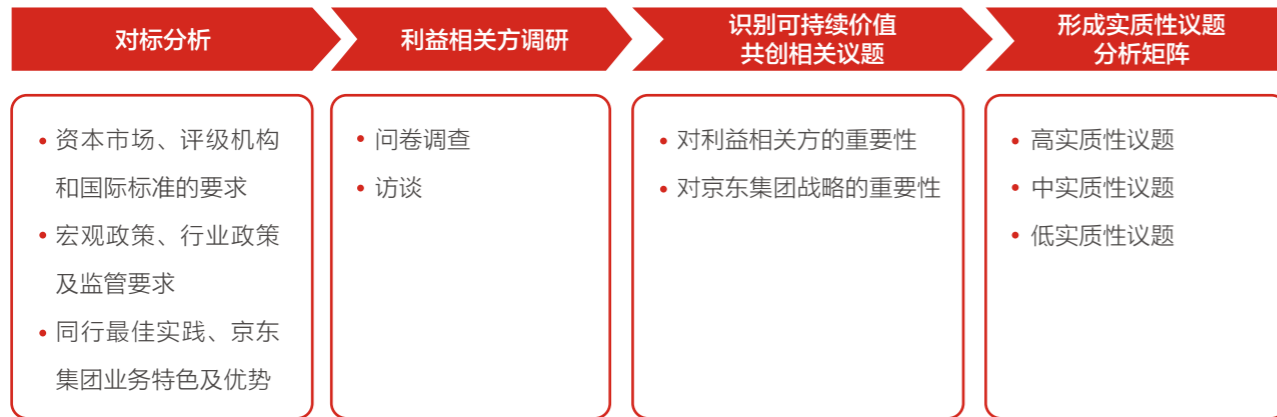 对标分析
利益相关方调研
识别可持续价值
共创相关议题
形成实质性议题
分析矩阵
• 资本市场、评级机构
和国际标准的要求
• 宏观政策、行业政策
及监管要求
• 同行最佳实践、京东
集团业务特色及优势
• 问卷调查
• 访谈
• 对利益相关方的重要性
• 对京东集团战略的重要性
• 高实质性议题
• 中实质性议题
• 低实质性议题